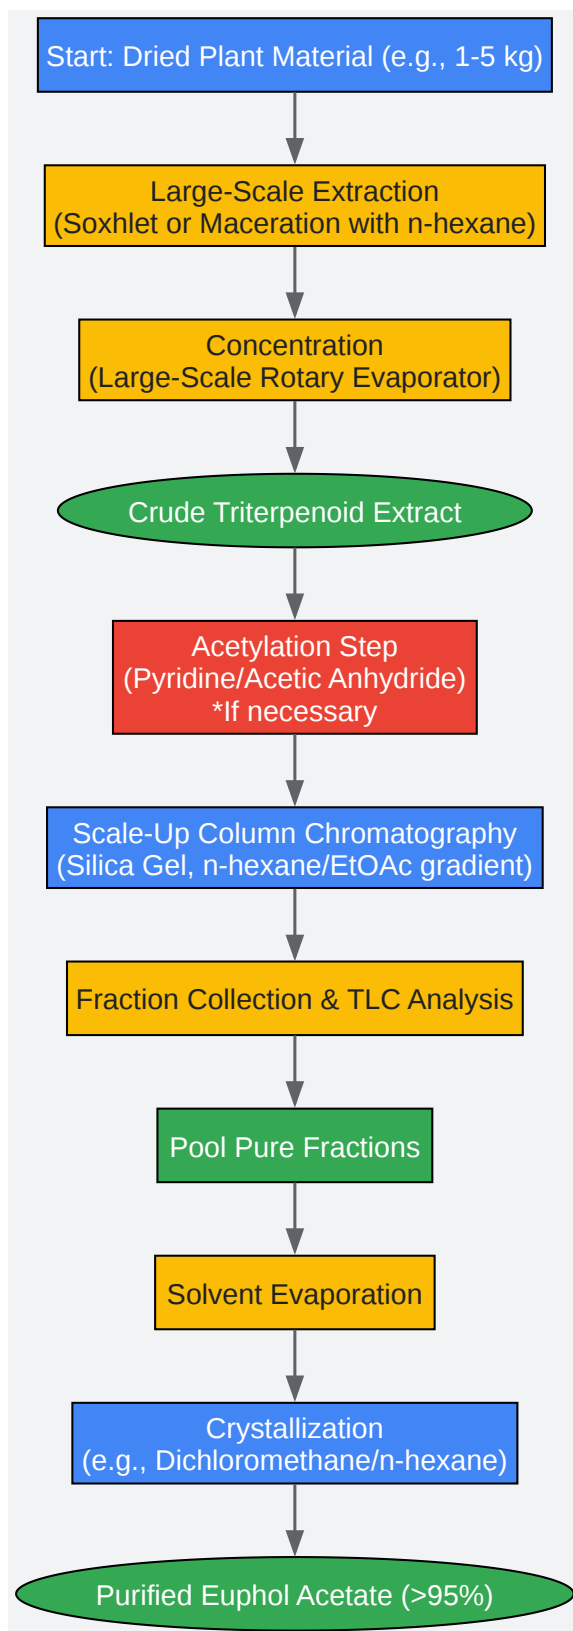 Start: Dried Plant Material (e.g., 1-5 kg)
Large-Scale Extraction
(Soxhlet or Maceration with n-hexane)
Concentration
(Large-Scale Rotary Evaporator)
Crude Triterpenoid Extract
Acetylation Step
(Pyridine/Acetic Anhydride)
*If necessary
Scale-Up Column Chromatography
(Silica Gel, n-hexane/EtOAc gradient)
Fraction Collection & TLC Analysis
Pool Pure Fractions
Solvent Evaporation
Crystallization
(e.g., Dichloromethane/n-hexane)
Purified Euphol Acetate (>95%)